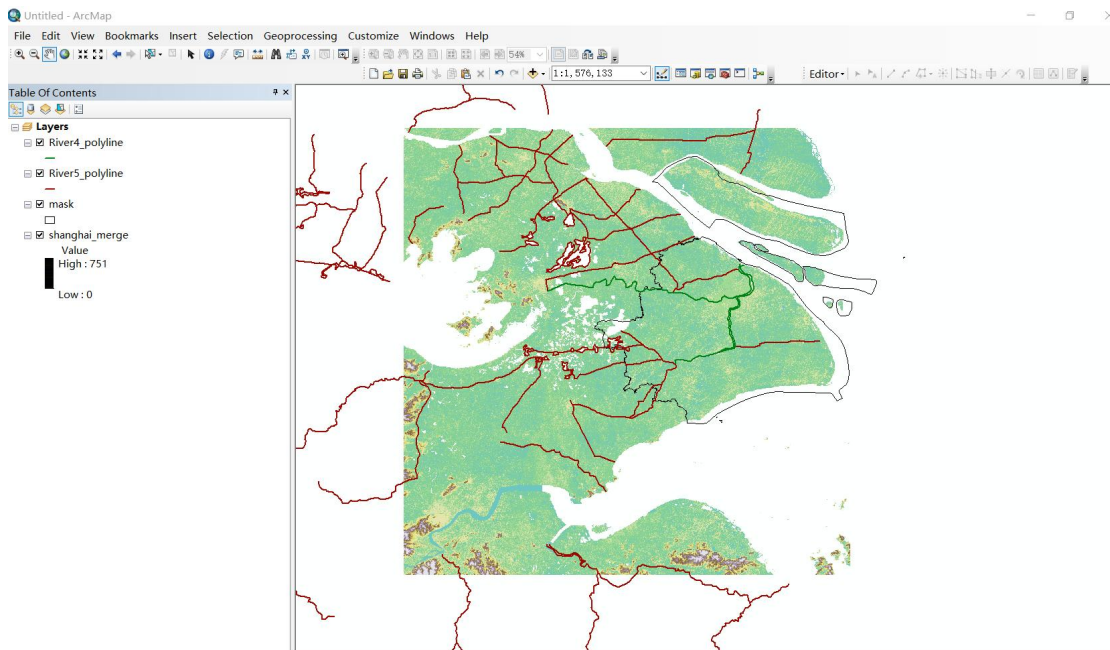 Untitled - ArcMap
File Edit View Bookmarks Insert Selection Geoprocessing Customize Windows Help
54%
1:1,576,133
Editor
Table Of Contents
Layers
River4_polyline
River5_polyline
mask
shanghai_merge
Value
High : 751
Low : 0